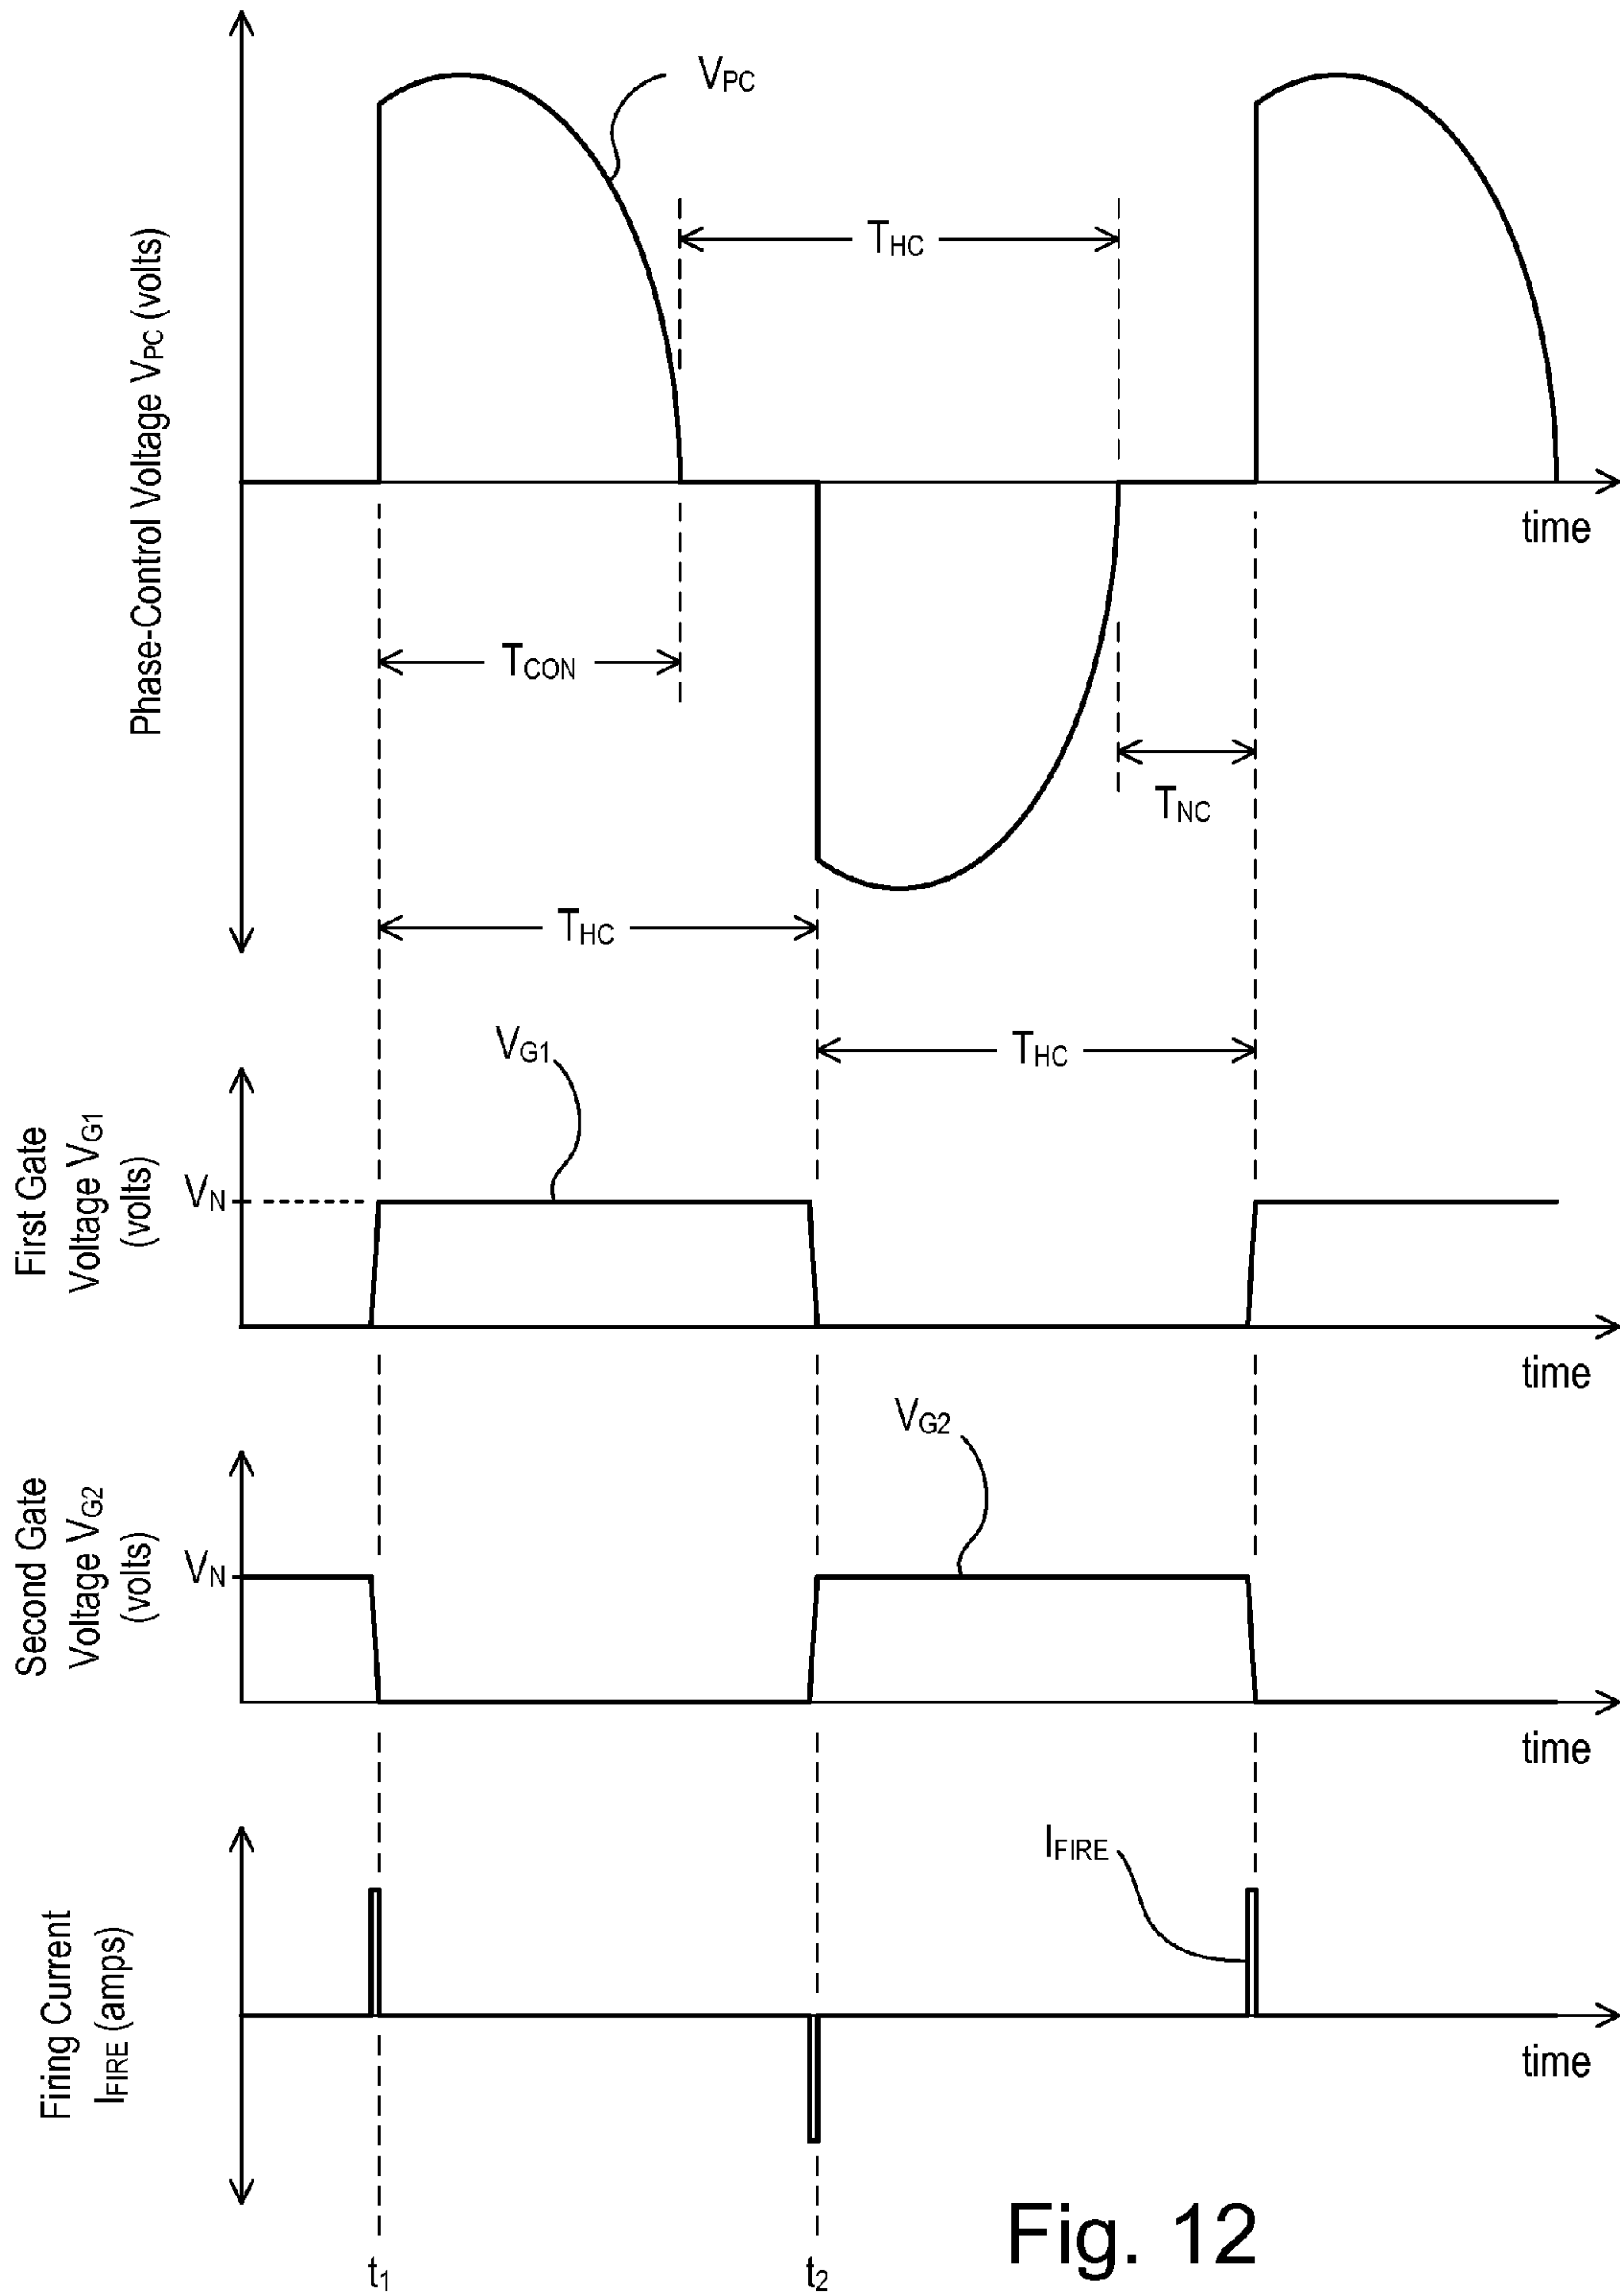 Phase-Control Voltage VPC (volts)
VPC
THC
time
TCON
TNC
THC
THC
First Gate
Voltage VG1
(volts)
VG1
VN
time
Second Gate
Voltage VG2
(volts)
VG2
VN
time
Firing Current
IFIRE (amps)
IFIRE
time
t1
t2
Fig. 12